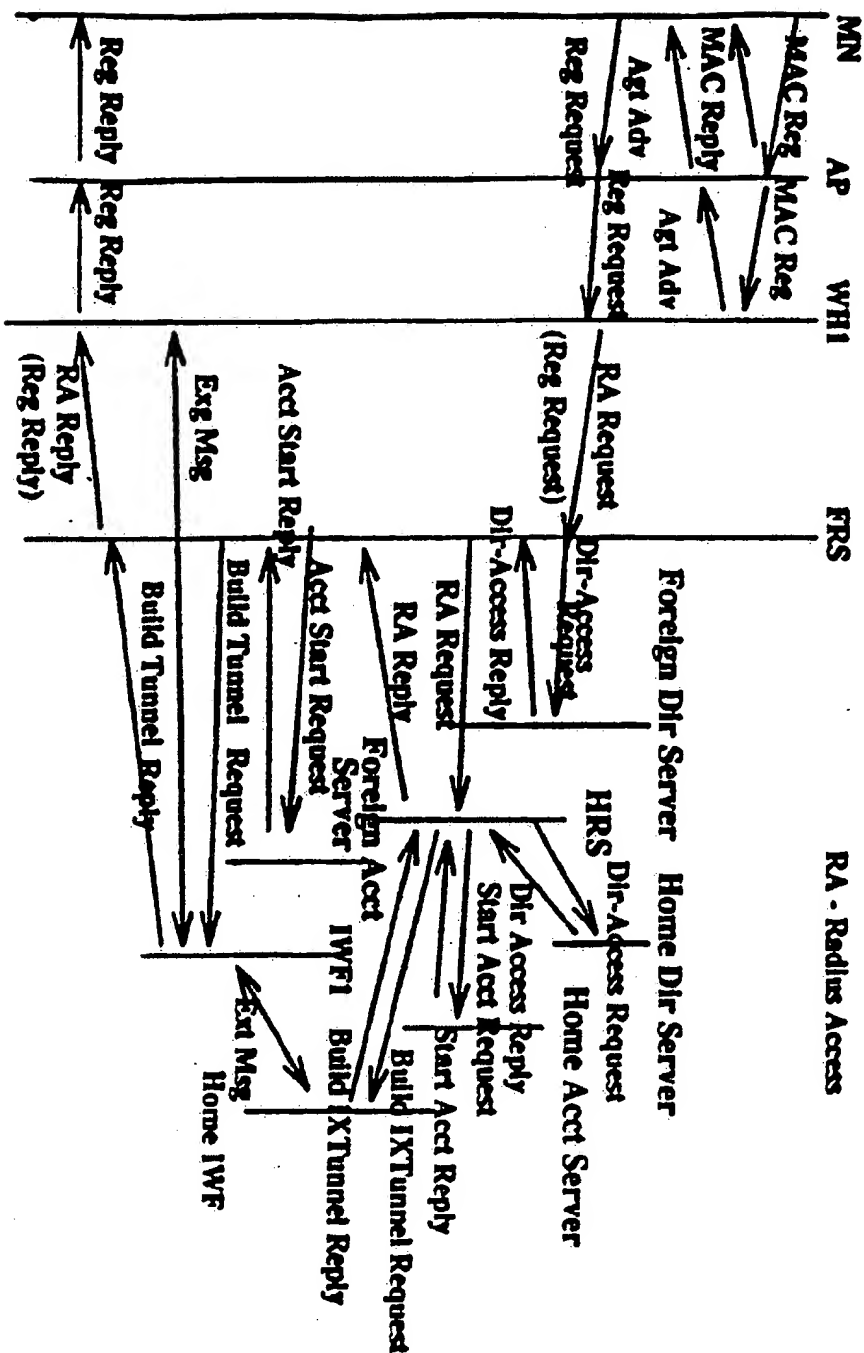 MN
AP
WH1
FRS
RA - Radius Access
Foreign Dir Server
Home Dir Server
MAC Reg
MAC Reg
MAC Reply
Agt Adv
Agt Adv
Reg Request
Reg Request
RA Request
(Reg Request)
Dir-Access
Request
Dir-Access Reply
HRS
Dir-Access Request
Home Acct Server
Dir Access Reply
RA Request
Start Acct Request
Start Acct Reply
RA Reply
Foreign Acct
Server
Build IXTunnel Request
Build IXTunnel Reply
IWF1
Acct Start Request
Acct Start Reply
Build Tunnel Request
Ext Msg
Home IWF
Exg Msg
Build Tunnel Reply
RA Reply
(Reg Reply)
Reg Reply
Reg Reply